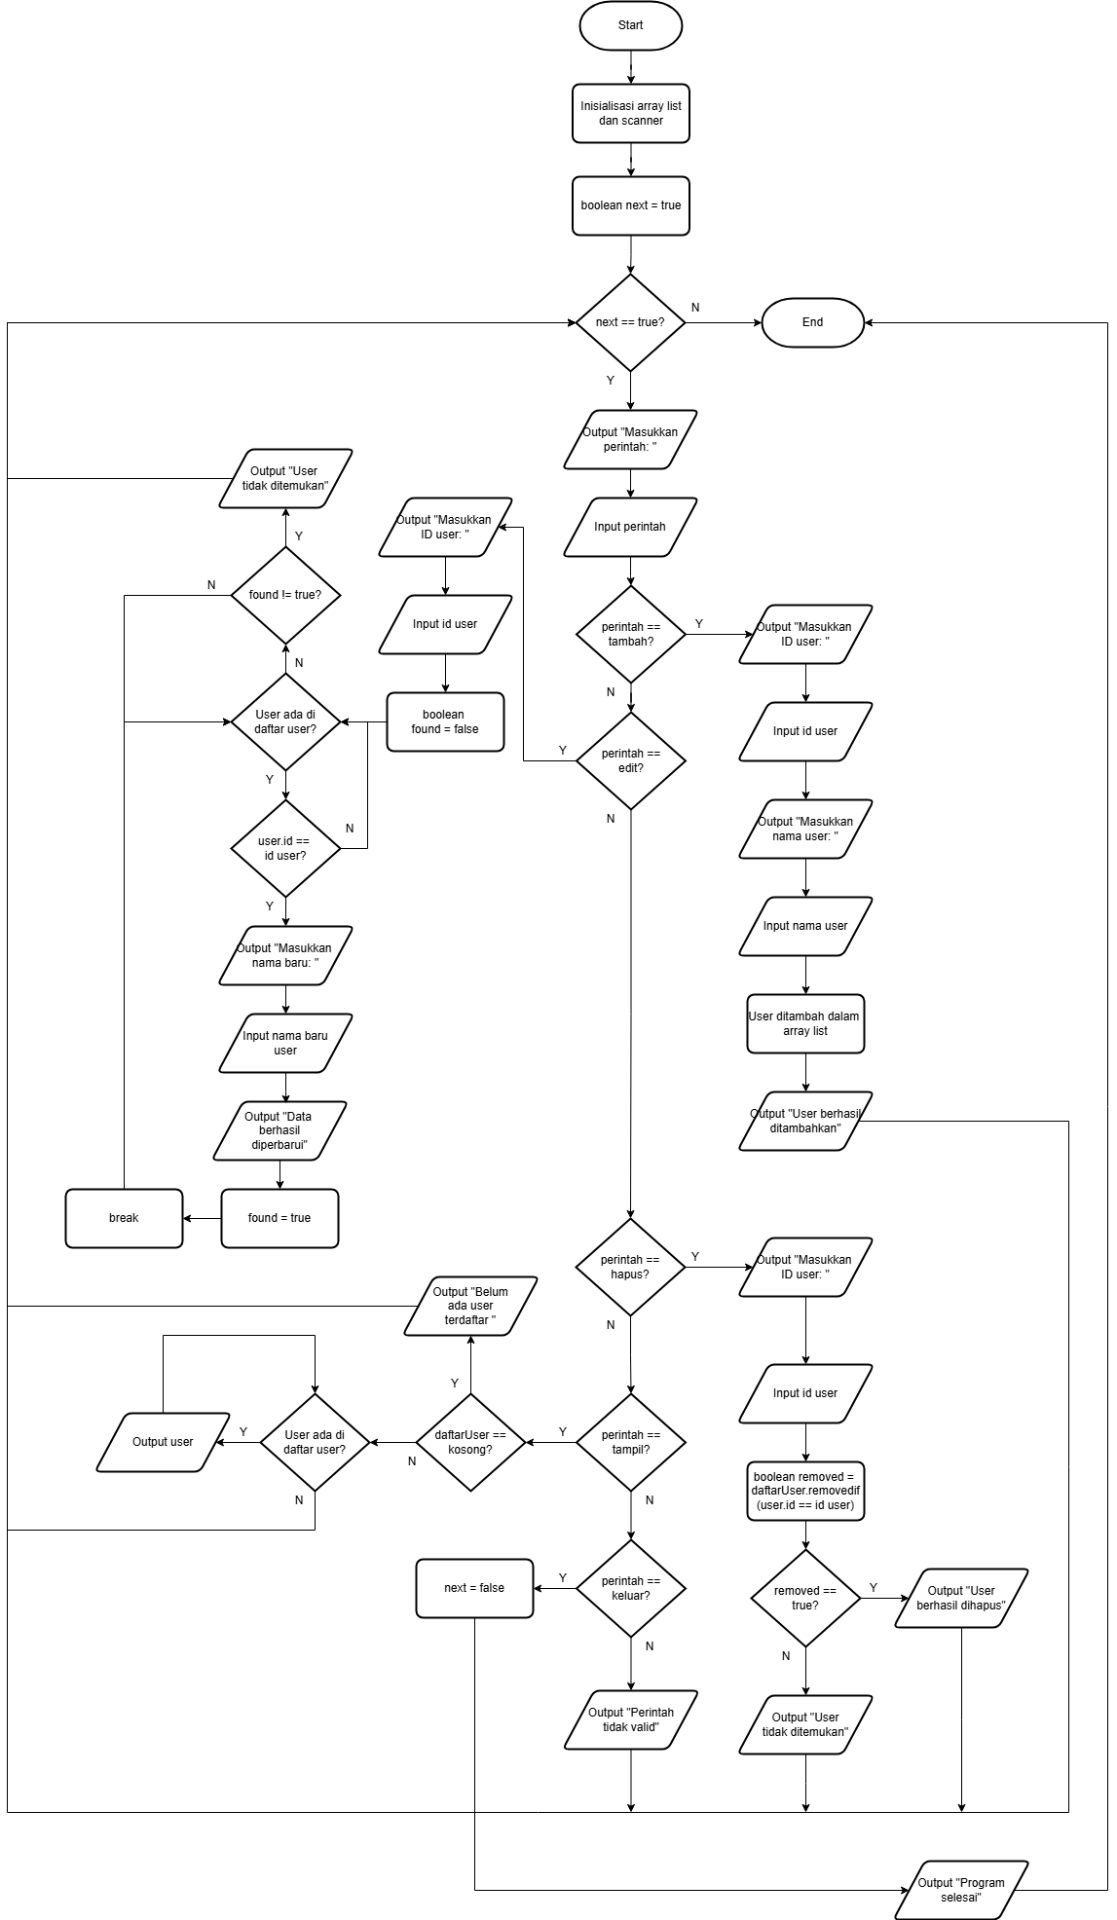 Start
Inisialisasi array list
dan scanner
boolean next = true
next == true?
N
End
Y
Output "Masukkan
perintah: "
Input perintah
perintah ==
tambah?
Y
Output "Masukkan
ID user: "
Input id user
Output "Masukkan
nama user: "
Input nama user
User ditambah dalam
array list
Output "User berhasil
ditambahkan"
N
perintah ==
edit?
Y
Output "Masukkan
ID user: "
Input id user
boolean
found = false
User ada di
daftar user?
N
found != true?
Y
Output "User
tidak ditemukan"
N
Y
user.id ==
id user?
N
Y
Output "Masukkan
nama baru: "
Input nama baru
user
Output "Data
berhasil
diperbarui"
found = true
break
N
perintah ==
hapus?
Y
Output "Masukkan
ID user: "
Input id user
boolean removed =
daftarUser.removedif
(user.id == id user)
removed ==
true?
Y
Output "User
berhasil dihapus"
N
Output "User
tidak ditemukan"
N
perintah ==
tampil?
Y
daftarUser ==
kosong?
Y
Output "Belum
ada user
terdaftar "
N
User ada di
daftar user?
Y
Output user
N
N
perintah ==
keluar?
Y
next = false
N
Output "Perintah
tidak valid"
Output "Program
selesai"